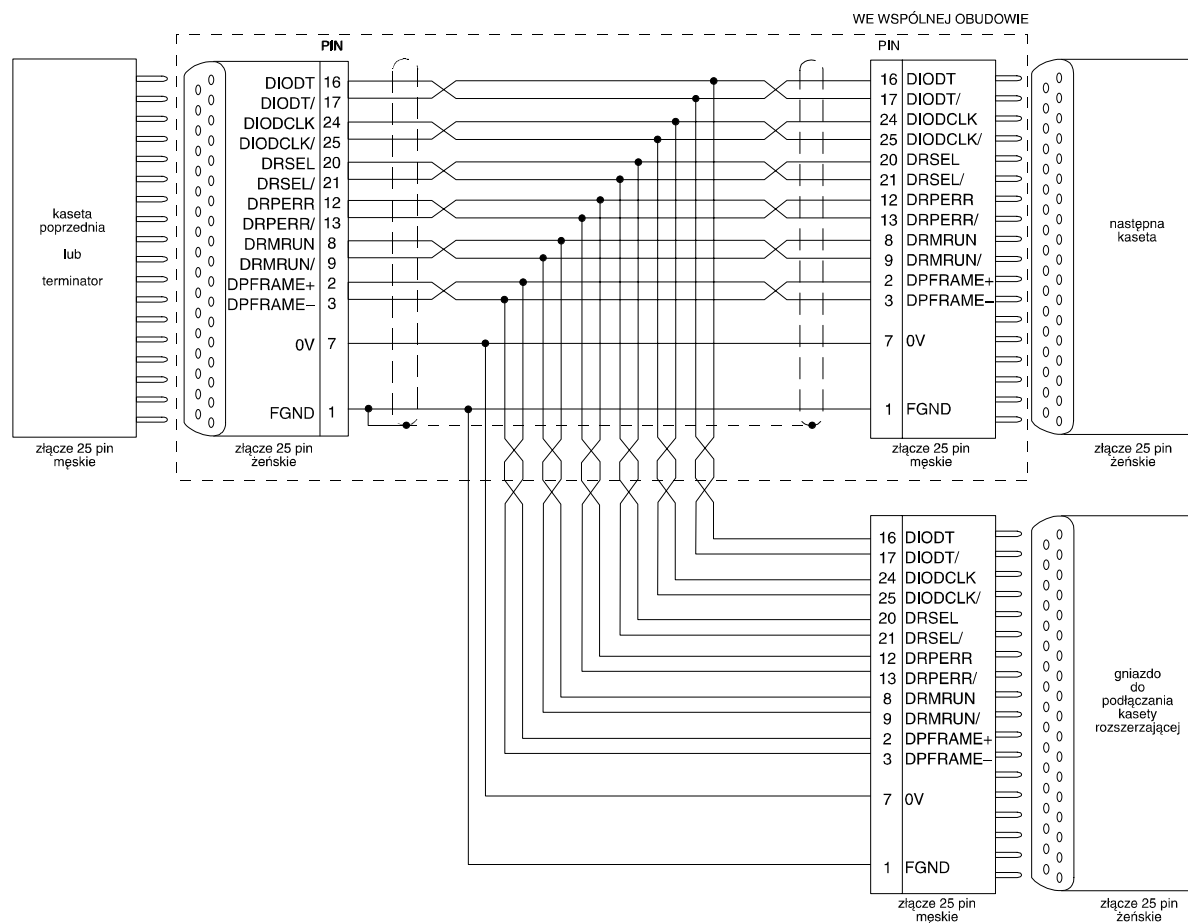 WE WSPÓLNEJ OBUDOWIE
PIN
PIN
kaseta
poprzednia
lub
terminator
DIODT 16
DIODT/ 17
DIODCLK 24
DIODCLK/ 25
DRSEL 20
DRSEL/ 21
DRPERR 12
DRPERR/ 13
DRMRUN 8
DRMRUN/ 9
DPFRAME+ 2
DPFRAME– 3
0V 7
FGND 1
16 DIODT
17 DIODT/
24 DIODCLK
25 DIODCLK/
20 DRSEL
21 DRSEL/
12 DRPERR
13 DRPERR/
8 DRMRUN
9 DRMRUN/
2 DPFRAME+
3 DPFRAME–
7 0V
1 FGND
następna
kaseta
złącze 25 pin
męskie
złącze 25 pin
żeńskie
złącze 25 pin
męskie
złącze 25 pin
żeńskie
16 DIODT
17 DIODT/
24 DIODCLK
25 DIODCLK/
20 DRSEL
21 DRSEL/
12 DRPERR
13 DRPERR/
8 DRMRUN
9 DRMRUN/
2 DPFRAME+
3 DPFRAME–
7 0V
1 FGND
gniazdo
do
podłączania
kasety
rozszerzającej
złącze 25 pin
męskie
złącze 25 pin
żeńskie